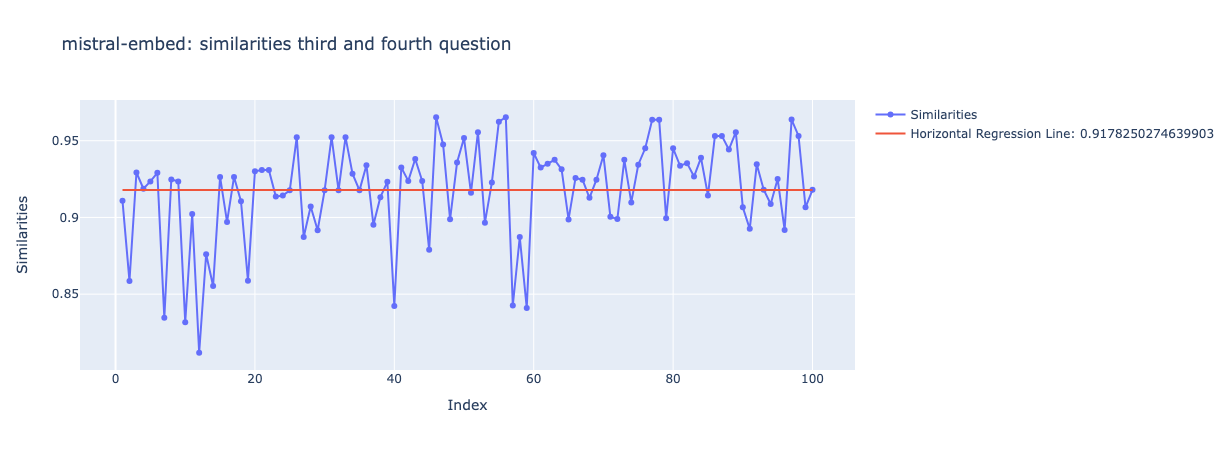 mistral-embed: similarities third and fourth question
Similarities
Horizontal Regression Line: 0.9178250274639903
0.95
0.9
0.85
Similarities
0
20
40
60
80
100
Index